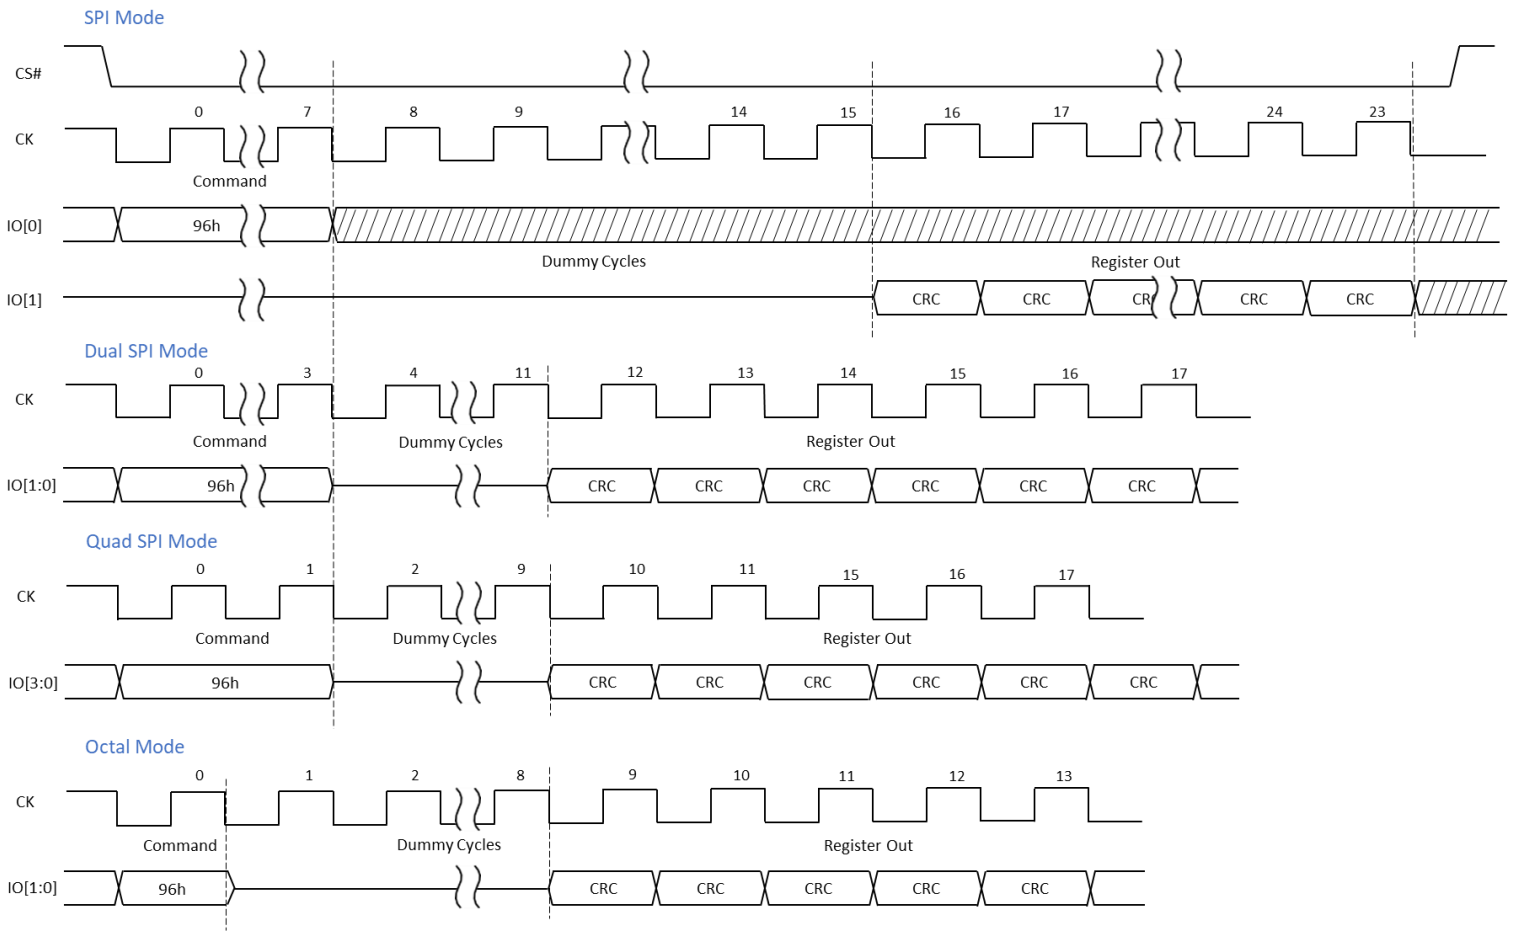 SPI Mode
CS#
0 7 8 9 14 15 16 17 24 23
CK
Command
IO[0] 96h
Dummy Cycles Register Out
IO[1] CRC CRC CRC CRC CRC
Dual SPI Mode
0 3 4 11 12 13 14 15 16 17
CK
Command Dummy Cycles Register Out
IO[1:0] 96h CRC CRC CRC CRC CRC CRC
Quad SPI Mode
0 1 2 9 10 11 15 16 17
CK
Command Dummy Cycles Register Out
IO[3:0] 96h CRC CRC CRC CRC CRC CRC
Octal Mode
0 1 2 8 9 10 11 12 13
CK
Command Dummy Cycles Register Out
IO[1:0] 96h CRC CRC CRC CRC CRC